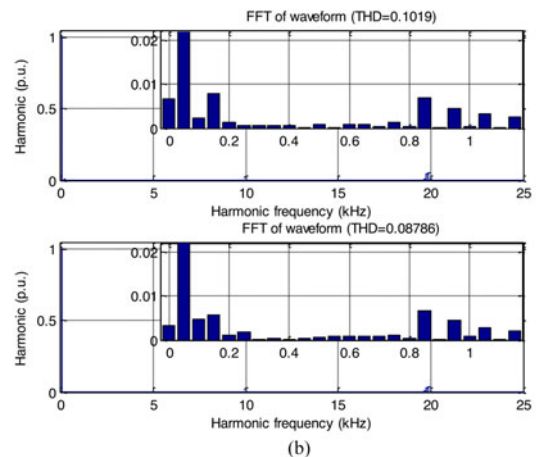 FFT of waveform (THD=0.1019)
Harmonic (p.u.)
1
0.5
0
0.02
0.01
0
0 0.2 0.4 0.6 0.8 1
0 5 10 15 20 25
Harmonic frequency (kHz)
FFT of waveform (THD=0.08786)
Harmonic (p.u.)
1
0.5
0
0.02
0.01
0
0 0.2 0.4 0.6 0.8 1
0 5 10 15 20 25
Harmonic frequency (kHz)
(b)